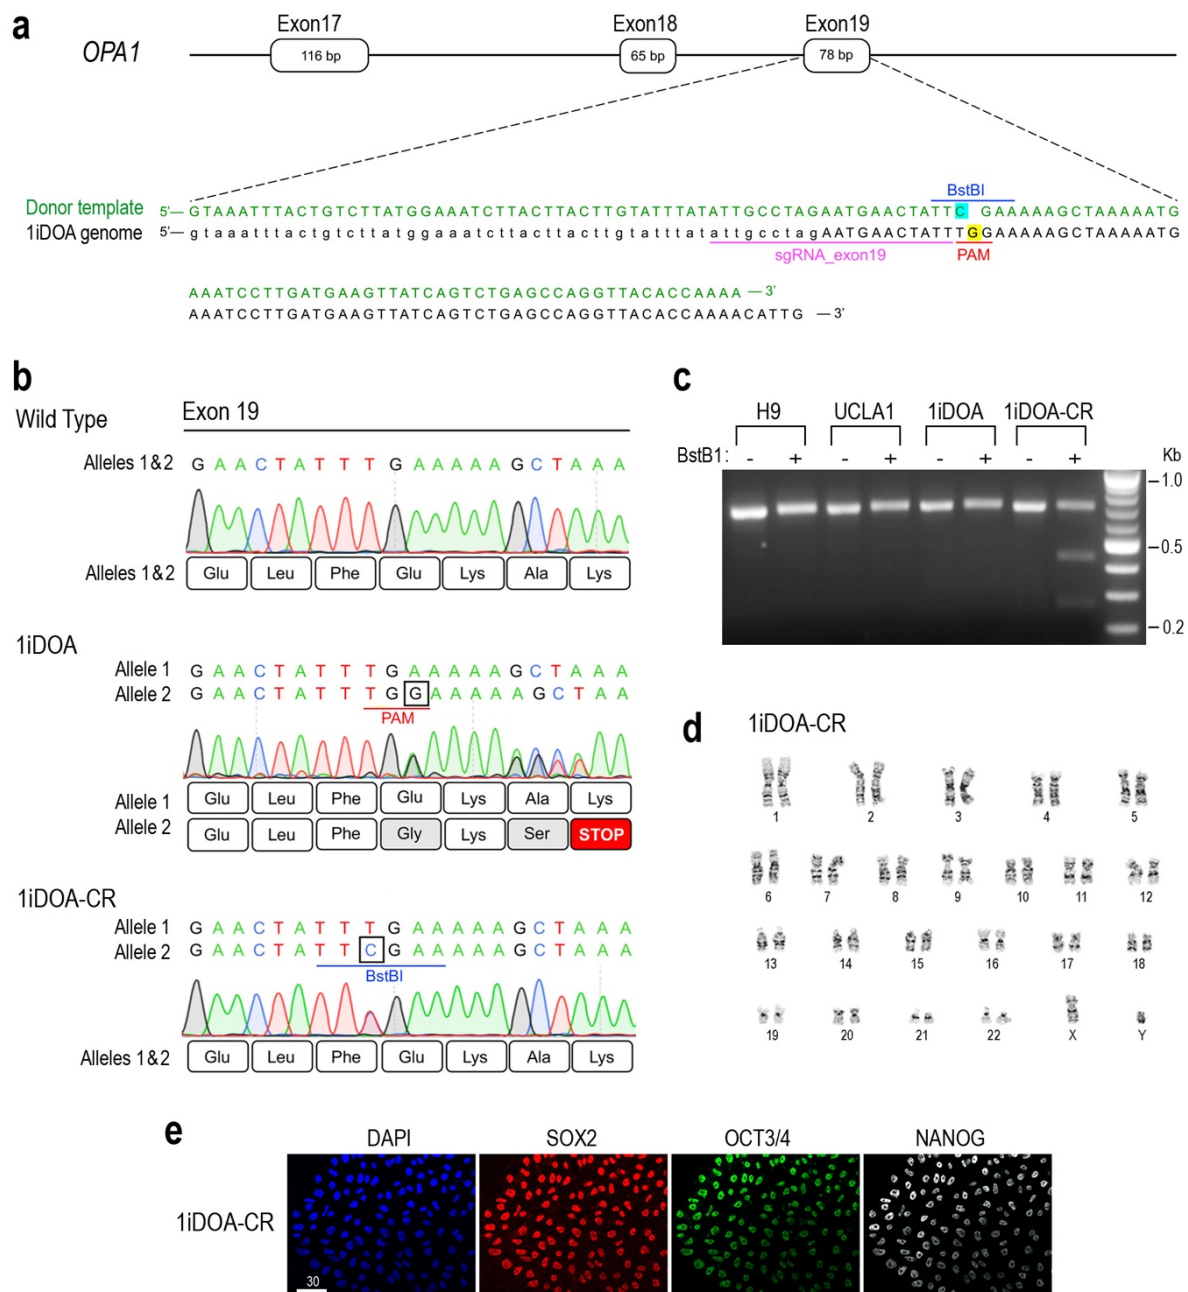 a
Exon17 Exon18 Exon19
OPA1 116 bp 65 bp 78 bp
BstBI
Donor template 5'— GTAAATTTACTGTCTTATGGAAATCTTACTTACTTGTATTTATATTGCCTAGAATGAACTATTC GAAAAAGCTAAAAATG
1iDOA genome 5'— gtaaatttactgtcttatggaaatcttacttacttgtatttatattgcctagAATGAACTATTTGGAAAAAGCTAAAAATG
sgRNA_exon19 PAM
AAATCCTTGATGAAGTTATCAGTCTGAGCCAGGTTACACCAAAA — 3'
AAATCCTTGATGAAGTTATCAGTCTGAGCCAGGTTACACCAAAACATTG — 3'
b
Wild Type Exon 19
Alleles 1&2 G A A C T A T T T G A A A A A G C T A A A
Alleles 1&2 Glu Leu Phe Glu Lys Ala Lys
1iDOA
Allele 1 G A A C T A T T T G A A A A A G C T A A A
Allele 2 G A A C T A T T T G G A A A A A G C T A A
PAM
Allele 1 Glu Leu Phe Glu Lys Ala Lys
Allele 2 Glu Leu Phe Gly Lys Ser STOP
1iDOA-CR
Allele 1 G A A C T A T T T G A A A A A G C T A A A
Allele 2 G A A C T A T T C G A A A A A G C T A A A
BstBI
Alleles 1&2 Glu Leu Phe Glu Lys Ala Lys
c
H9 UCLA1 1iDOA 1iDOA-CR
BstB1: - + - + - + - + Kb
1.0
0.5
0.2
d
1iDOA-CR
1 2 3 4 5
6 7 8 9 10 11 12
13 14 15 16 17 18
19 20 21 22 X Y
e
DAPI SOX2 OCT3/4 NANOG
1iDOA-CR
30